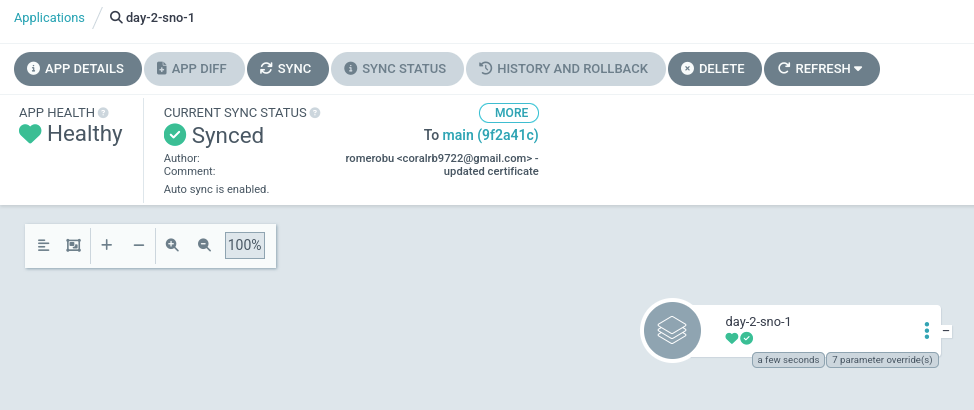 Applications / day-2-sno-1
APP DETAILS APP DIFF SYNC SYNC STATUS HISTORY AND ROLLBACK DELETE REFRESH
APP HEALTH
Healthy
CURRENT SYNC STATUS
MORE
Synced
To main (9f2a41c)
Author: romerobu <coralrb9722@gmail.com> -
Comment: updated certificate
Auto sync is enabled.
100%
day-2-sno-1
a few seconds 7 parameter override(s)